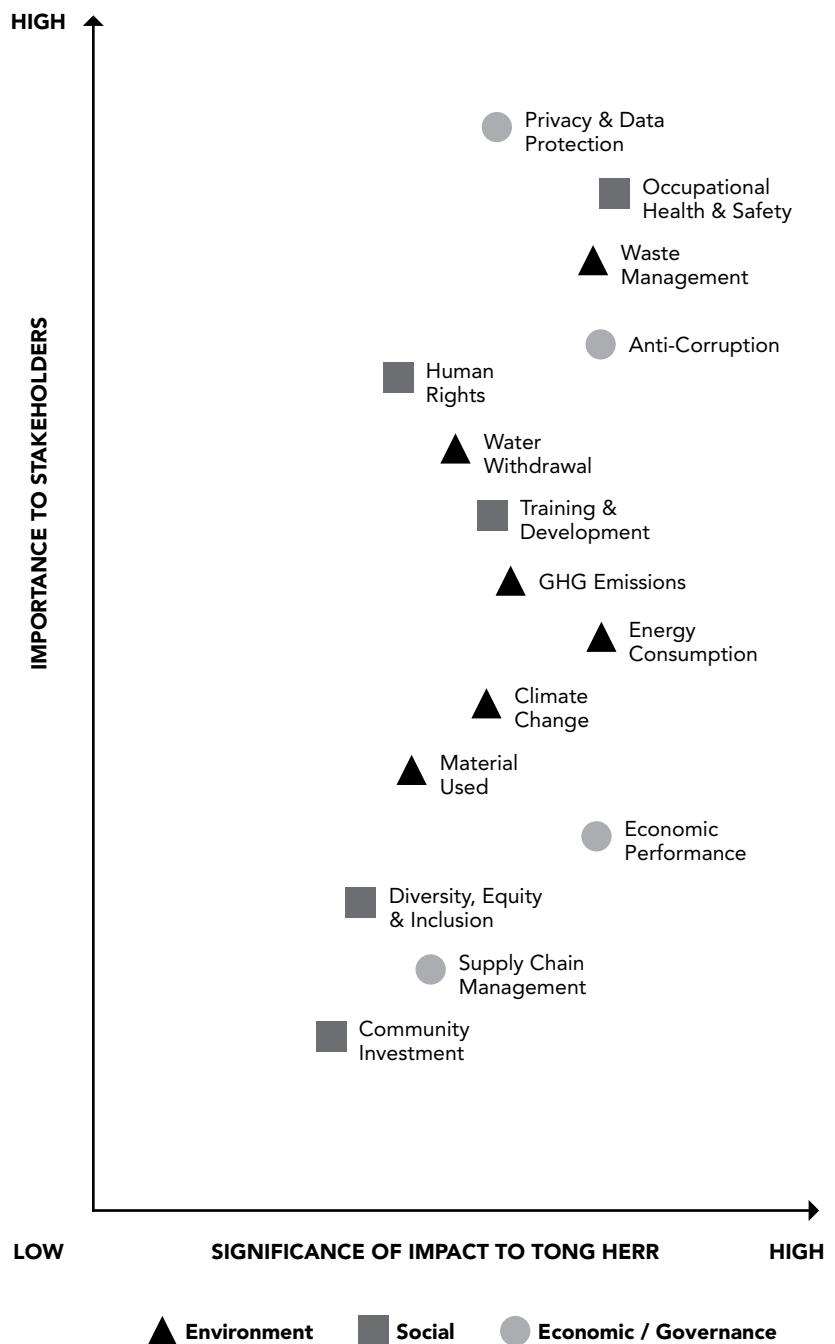 HIGH
Privacy & Data
Protection
Occupational
Health & Safety
Waste
Management
Anti-Corruption
Human
Rights
Water
Withdrawal
Training &
Development
GHG Emissions
Energy
Consumption
Climate
Change
Material
Used
Economic
Performance
Diversity, Equity
& Inclusion
Supply Chain
Management
Community
Investment
IMPORTANCE TO STAKEHOLDERS
LOW
SIGNIFICANCE OF IMPACT TO TONG HERR
HIGH
Environment
Social
Economic / Governance